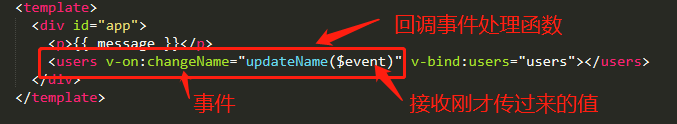 <template>
<div id="app">
回调事件处理函数
<p>{{ message }}</p>
<users v-on:changeName="updateName($event)" v-bind:users="users"></users>
</div>
事件
接收刚才传过来的值
</template>